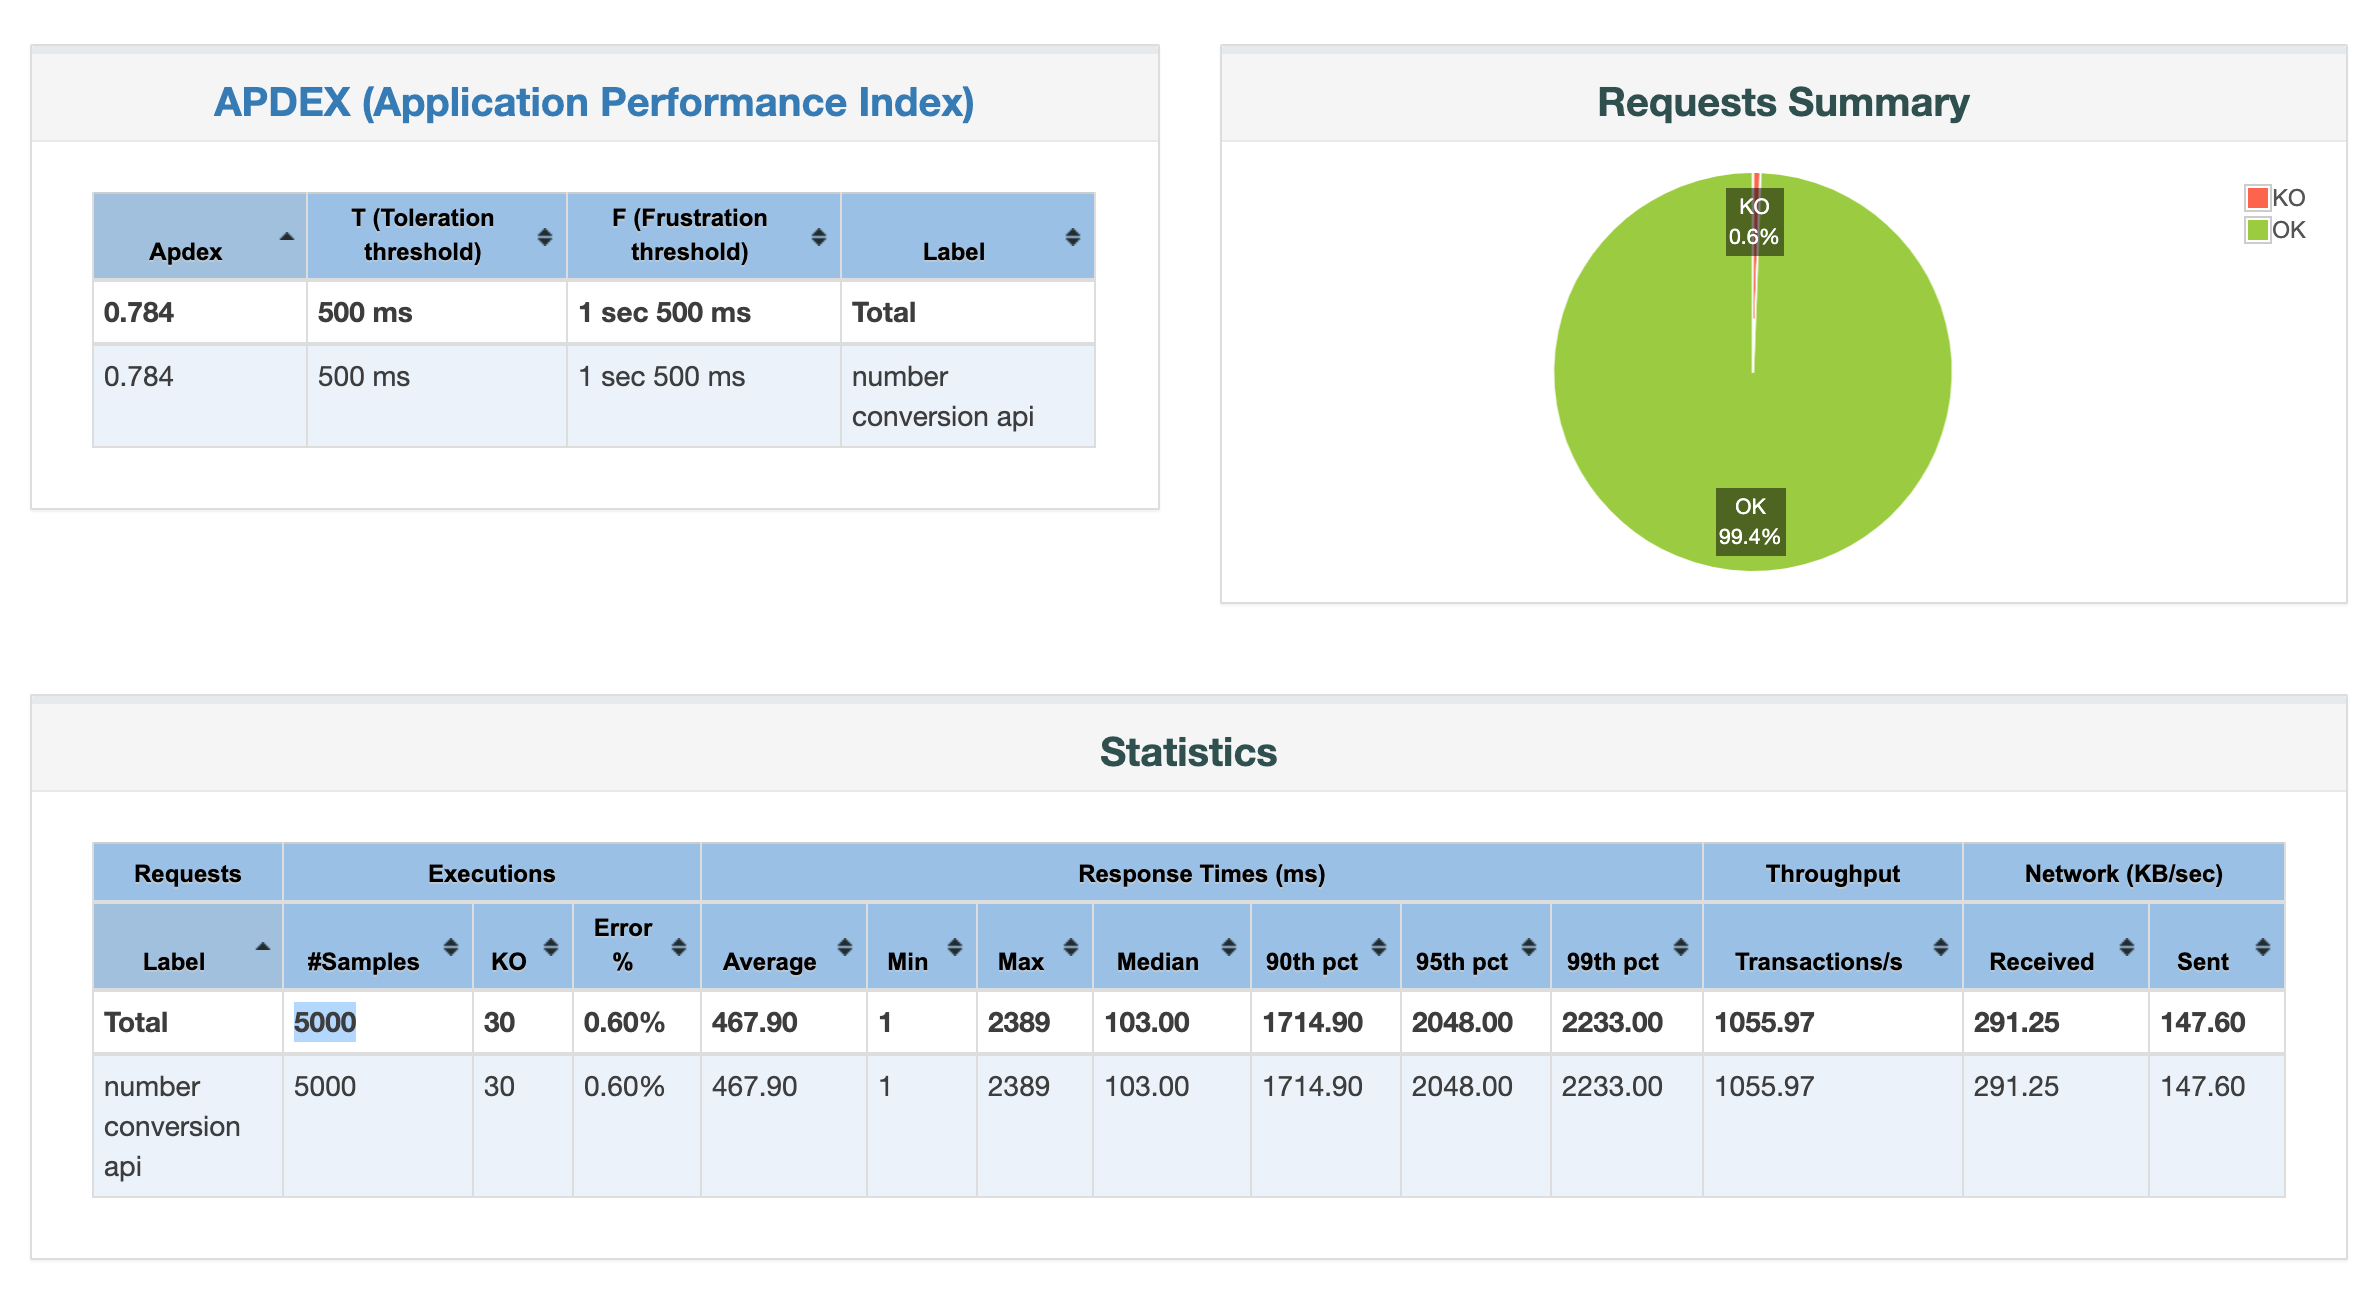 APDEX (Application Performance Index)
Apdex
T (Toleration
threshold)
F (Frustration
threshold)
Label
0.784 500 ms 1 sec 500 ms Total
0.784 500 ms 1 sec 500 ms number
conversion api
Requests Summary
KO
0.6%
OK
99.4%
KO
OK
Statistics
Requests Executions Response Times (ms) Throughput Network (KB/sec)
Label #Samples KO Error
% Average Min Max Median 90th pct 95th pct 99th pct Transactions/s Received Sent
Total 5000 30 0.60% 467.90 1 2389 103.00 1714.90 2048.00 2233.00 1055.97 291.25 147.60
number 5000 30 0.60% 467.90 1 2389 103.00 1714.90 2048.00 2233.00 1055.97 291.25 147.60
conversion
api